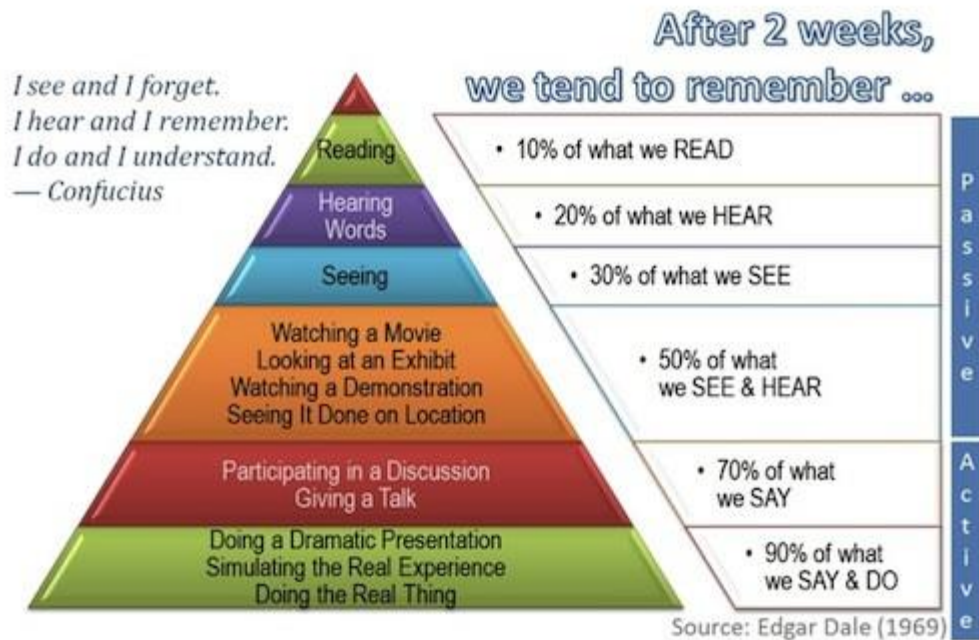 After 2 weeks,
we tend to remember ...
I see and I forget.
I hear and I remember.
I do and I understand.
— Confucius
Reading
• 10% of what we READ
Hearing
Words
• 20% of what we HEAR
Seeing
• 30% of what we SEE
Watching a Movie
Looking at an Exhibit
Watching a Demonstration
Seeing It Done on Location
• 50% of what
we SEE & HEAR
Participating in a Discussion
Giving a Talk
• 70% of what
we SAY
Doing a Dramatic Presentation
Simulating the Real Experience
Doing the Real Thing
• 90% of what
we SAY & DO
Passive
Active
Source: Edgar Dale (1969)